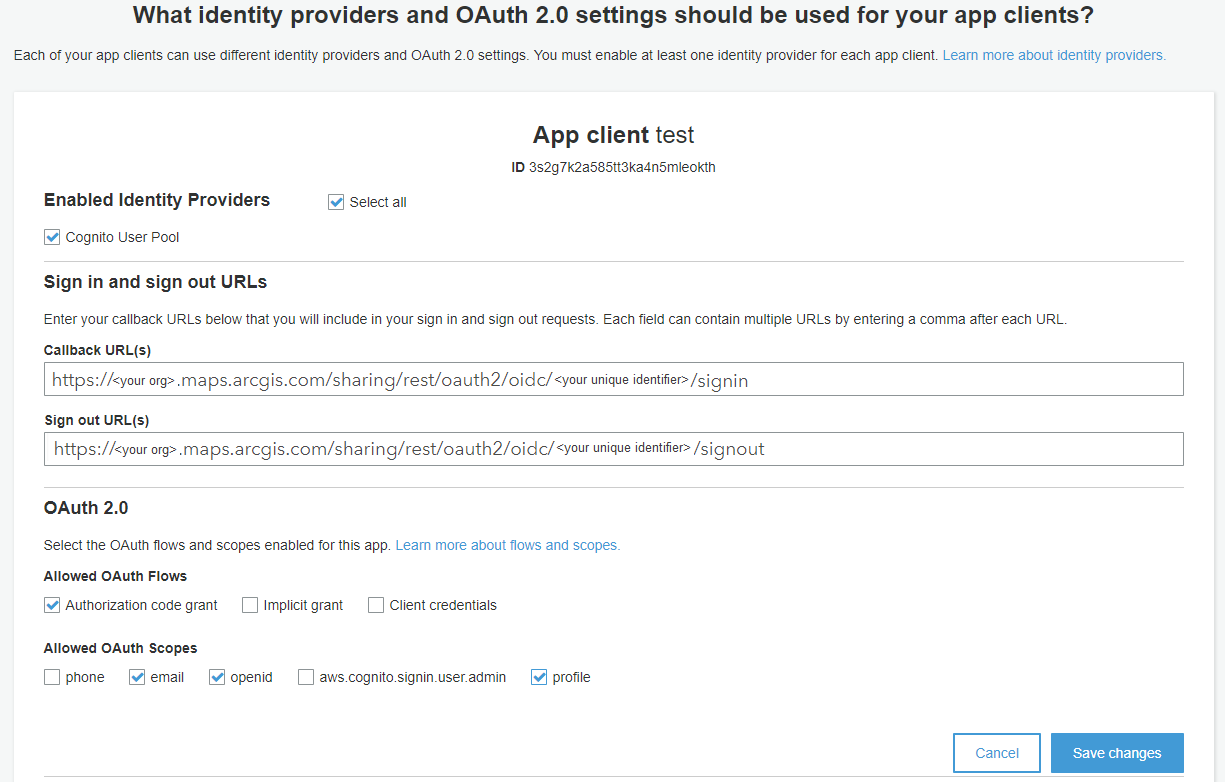 What identity providers and OAuth 2.0 settings should be used for your app clients?
Each of your app clients can use different identity providers and OAuth 2.0 settings. You must enable at least one identity provider for each app client. Learn more about identity providers.
App client test
ID 3s2g7k2a585tt3ka4n5mleokth
Enabled Identity Providers Select all
Cognito User Pool
Sign in and sign out URLs
Enter your callback URLs below that you will include in your sign in and sign out requests. Each field can contain multiple URLs by entering a comma after each URL.
Callback URL(s)
https://<your org>.maps.arcgis.com/sharing/rest/oauth2/oidc/<your unique identifier>/signin
Sign out URL(s)
https://<your org>.maps.arcgis.com/sharing/rest/oauth2/oidc/<your unique identifier>/signout
OAuth 2.0
Select the OAuth flows and scopes enabled for this app. Learn more about flows and scopes.
Allowed OAuth Flows
Authorization code grant Implicit grant Client credentials
Allowed OAuth Scopes
phone email openid aws.cognito.signin.user.admin profile
Cancel Save changes